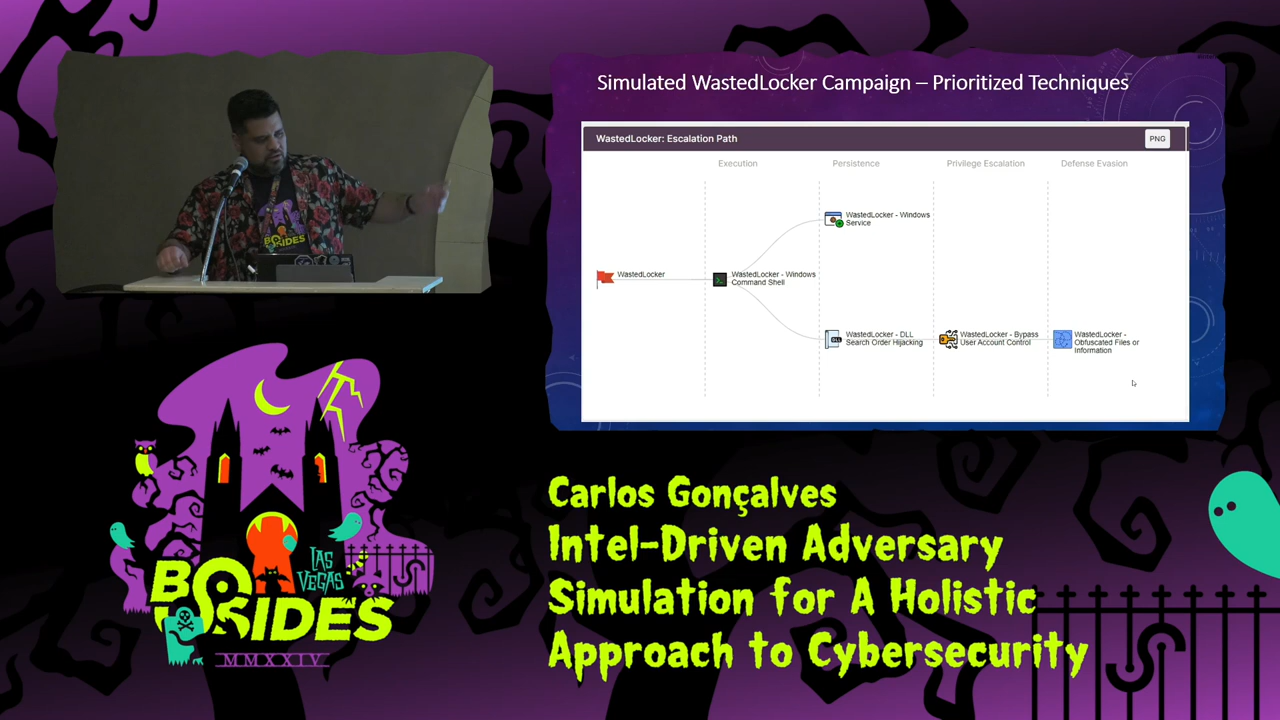 Simulated WastedLocker Campaign – Prioritized Techniques
WastedLocker: Escalation Path
PNG
Execution
Persistence
Privilege Escalation
Defense Evasion
WastedLocker - Windows
Service
WastedLocker
WastedLocker - Windows
Command Shell
WastedLocker - DLL
Search Order Hijacking
WastedLocker - Bypass
User Account Control
WastedLocker -
Obfuscated Files or
Information
BSIDES
LAS
VEGAS
BSIDES
MMXXIV
Carlos Gonçalves
Intel-Driven Adversary
Simulation for A Holistic
Approach to Cybersecurity